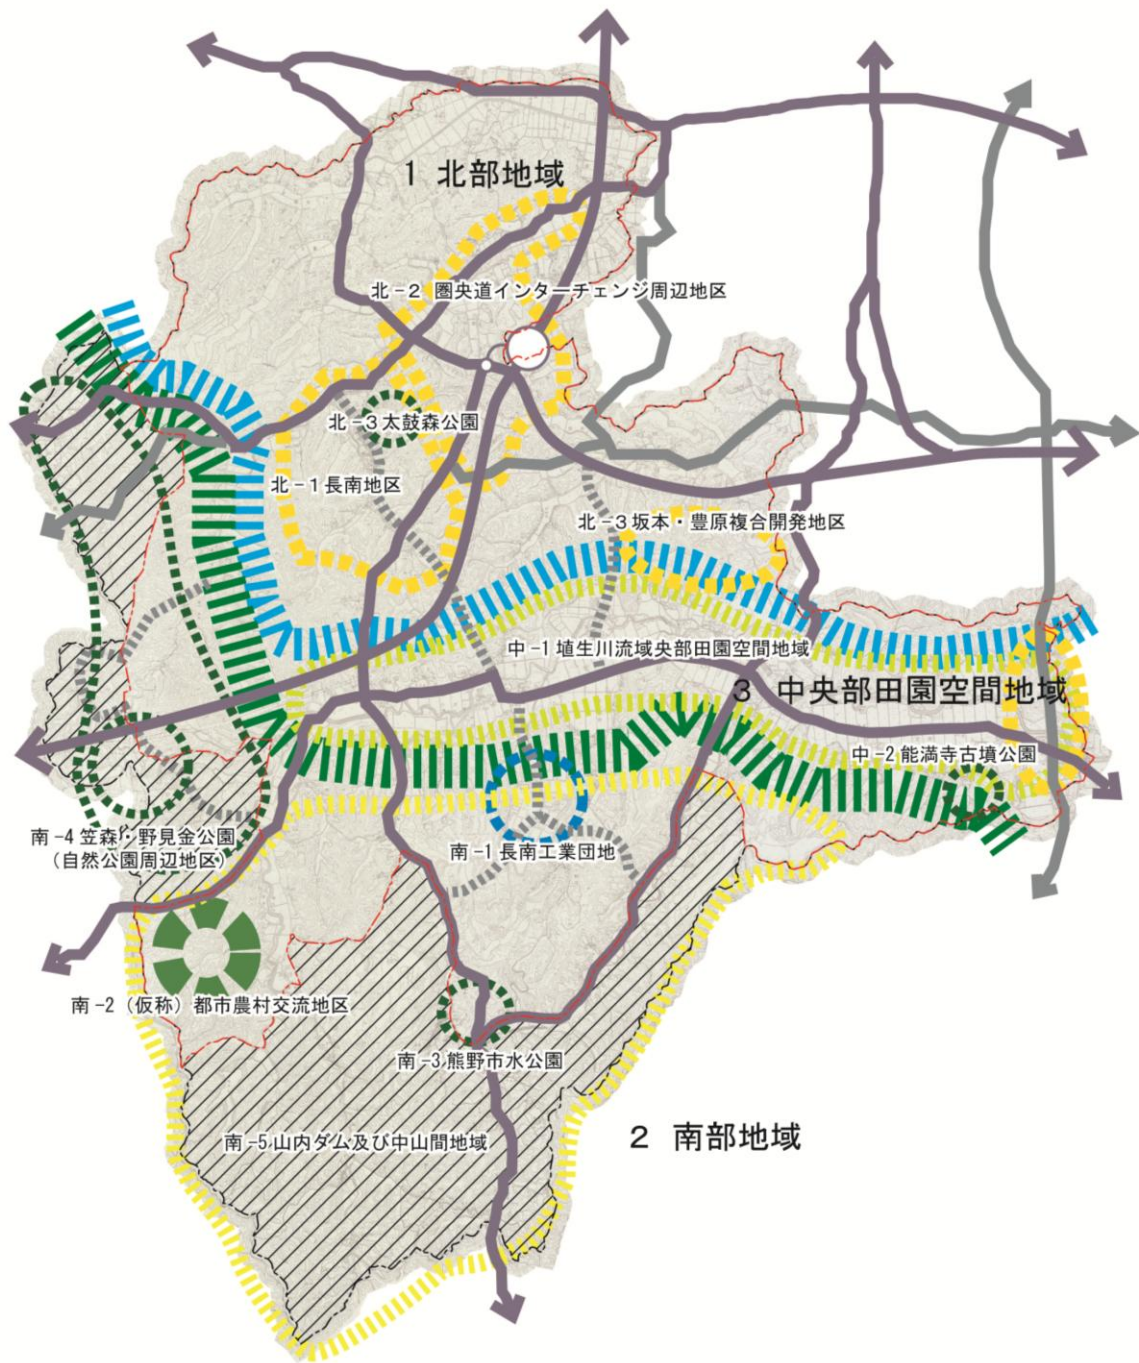 1 北部地域
北-2 圏央道インターチェンジ周辺地区
北-3 太鼓森公園
北-1 長南地区
北-3 坂本・豊原複合開発地区
中-1 埴生川流域央部田園空間地域
3 中央部田園空間地域
中-2 能満寺古墳公園
南-4 笠森・野見金公園
(自然公園周辺地区)
南-1 長南工業団地
南-2 (仮称) 都市農村交流地区
南-3 熊野市水公園
2 南部地域
南-5 山内ダム及び中山間地域